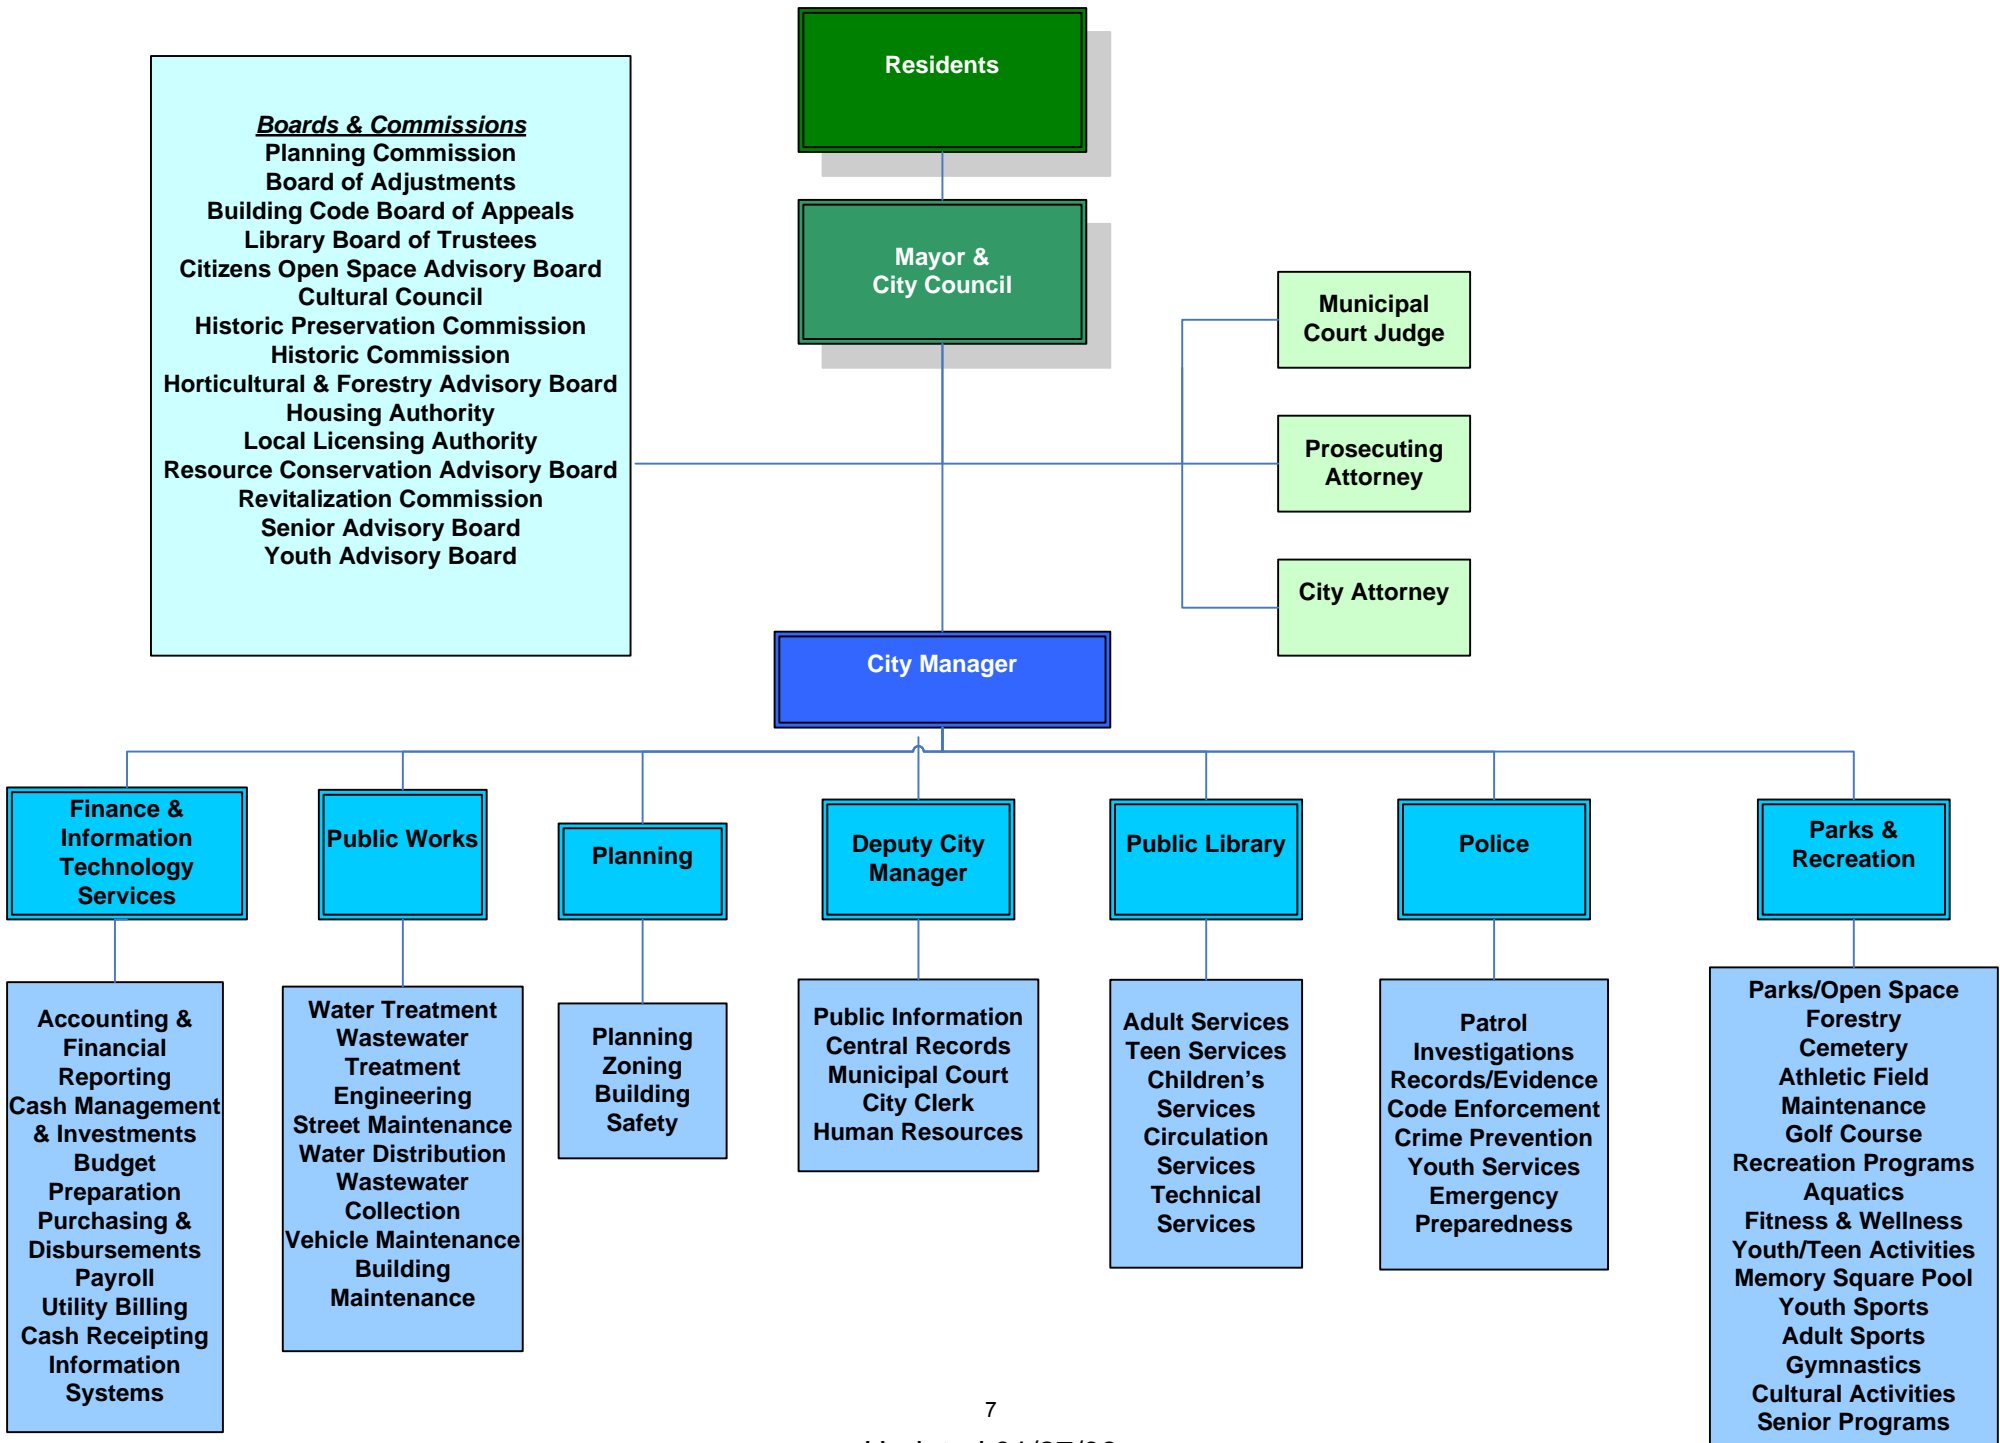 Residents
Boards & Commissions
Planning Commission
Board of Adjustments
Building Code Board of Appeals
Library Board of Trustees
Citizens Open Space Advisory Board
Cultural Council
Historic Preservation Commission
Historic Commission
Horticultural & Forestry Advisory Board
Housing Authority
Local Licensing Authority
Resource Conservation Advisory Board
Revitalization Commission
Senior Advisory Board
Youth Advisory Board
Mayor &
City Council
Municipal
Court Judge
Prosecuting
Attorney
City Attorney
City Manager
Finance &
Information
Technology
Services
Public Works
Planning
Deputy City
Manager
Public Library
Police
Parks &
Recreation
Accounting &
Financial
Reporting
Cash Management
& Investments
Budget
Preparation
Purchasing &
Disbursements
Payroll
Utility Billing
Cash Receipting
Information
Systems
Water Treatment
Wastewater
Treatment
Engineering
Street Maintenance
Water Distribution
Wastewater
Collection
Vehicle Maintenance
Building
Maintenance
Planning
Zoning
Building
Safety
Public Information
Central Records
Municipal Court
City Clerk
Human Resources
Adult Services
Teen Services
Children’s
Services
Circulation
Services
Technical
Services
Patrol
Investigations
Records/Evidence
Code Enforcement
Crime Prevention
Youth Services
Emergency
Preparedness
Parks/Open Space
Forestry
Cemetery
Athletic Field
Maintenance
Golf Course
Recreation Programs
Aquatics
Fitness & Wellness
Youth/Teen Activities
Memory Square Pool
Youth Sports
Adult Sports
Gymnastics
Cultural Activities
Senior Programs
7